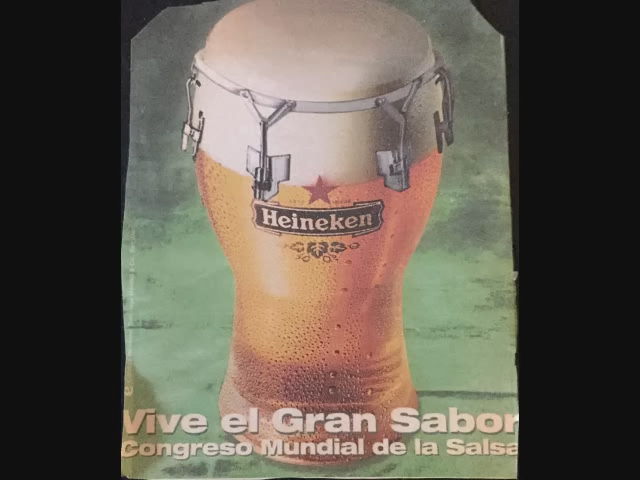 Heineken
Vive el Gran Sabor
Congreso Mundial de la Salsa